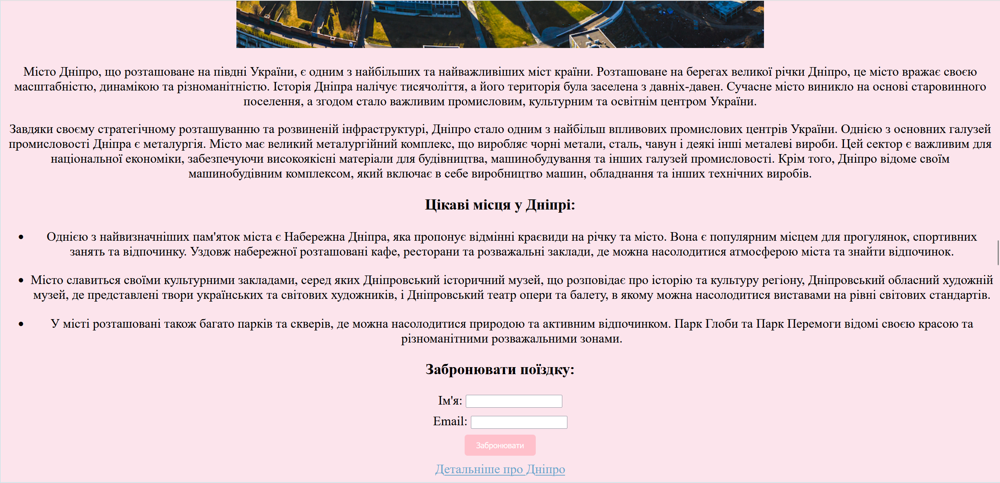 Місто Дніпро, що розташоване на півдні України, є одним з найбільших та найважливіших міст країни. Розташоване на берегах великої річки Дніпро, це місто вражає своєю
масштабністю, динамікою та різноманітністю. Історія Дніпра налічує тисячоліття, а його територія була заселена з давніх-давен. Сучасне місто виникло на основі старовинного
поселення, а згодом стало важливим промисловим, культурним та освітнім центром України.
Завдяки своєму стратегічному розташуванню та розвиненій інфраструктурі, Дніпро стало одним з найбільш впливових промислових центрів України. Однією з основних галузей
промисловості Дніпра є металургія. Місто має великий металургійний комплекс, що виробляє чорні метали, сталь, чавун і деякі інші металеві вироби. Цей сектор є важливим для
національної економіки, забезпечуючи високоякісні матеріали для будівництва, машинобудування та інших галузей промисловості. Крім того, Дніпро відоме своїм
машинобудівним комплексом, який включає в себе виробництво машин, обладнання та інших технічних виробів.
Цікаві місця у Дніпрі:
• Однією з найвизначніших пам'яток міста є Набережна Дніпра, яка пропонує відмінні краєвиди на річку та місто. Вона є популярним місцем для прогулянок, спортивних
занять та відпочинку. Уздовж набережної розташовані кафе, ресторани та розважальні заклади, де можна насолодитися атмосферою міста та знайти відпочинок.
• Місто славиться своїми культурними закладами, серед яких Дніпровський історичний музей, що розповідає про історію та культуру регіону, Дніпровський обласний художній
музей, де представлені твори українських та світових художників, і Дніпровський театр опери та балету, в якому можна насолодитися виставами на рівні світових стандартів.
• У місті розташовані також багато парків та скверів, де можна насолодитися природою та активним відпочинком. Парк Глоби та Парк Перемоги відомі своєю красою та
різноманітними розважальними зонами.
Забронювати поїздку:
Ім'я:
Email:
Забронювати
Детальніше про Дніпро